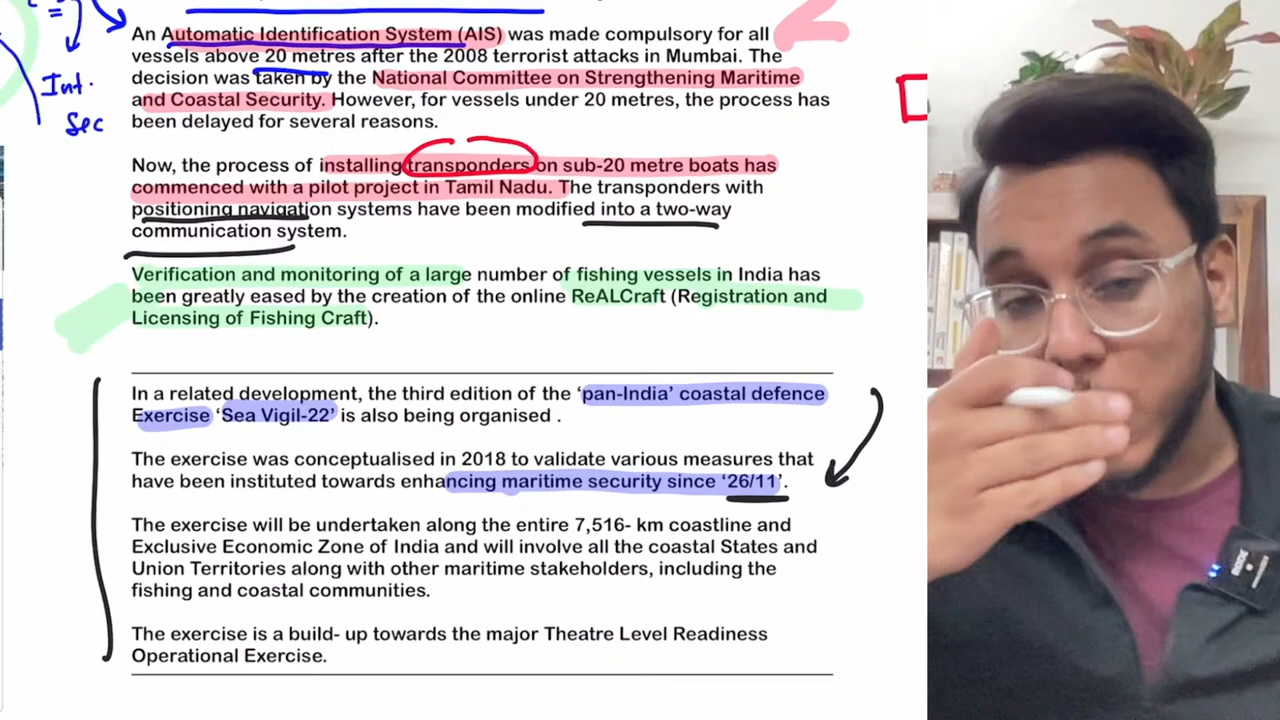 Int.
Sec
An Automatic Identification System (AIS) was made compulsory for all
vessels above 20 metres after the 2008 terrorist attacks in Mumbai. The
decision was taken by the National Committee on Strengthening Maritime
and Coastal Security. However, for vessels under 20 metres, the process has
been delayed for several reasons.
Now, the process of installing transponders on sub-20 metre boats has
commenced with a pilot project in Tamil Nadu. The transponders with
positioning navigation systems have been modified into a two-way
communication system.
Verification and monitoring of a large number of fishing vessels in India has
been greatly eased by the creation of the online ReALCraft (Registration and
Licensing of Fishing Craft).
In a related development, the third edition of the ‘pan-India’ coastal defence
Exercise ‘Sea Vigil-22’ is also being organised .
The exercise was conceptualised in 2018 to validate various measures that
have been instituted towards enhancing maritime security since ‘26/11’.
The exercise will be undertaken along the entire 7,516- km coastline and
Exclusive Economic Zone of India and will involve all the coastal States and
Union Territories along with other maritime stakeholders, including the
fishing and coastal communities.
The exercise is a build- up towards the major Theatre Level Readiness
Operational Exercise.